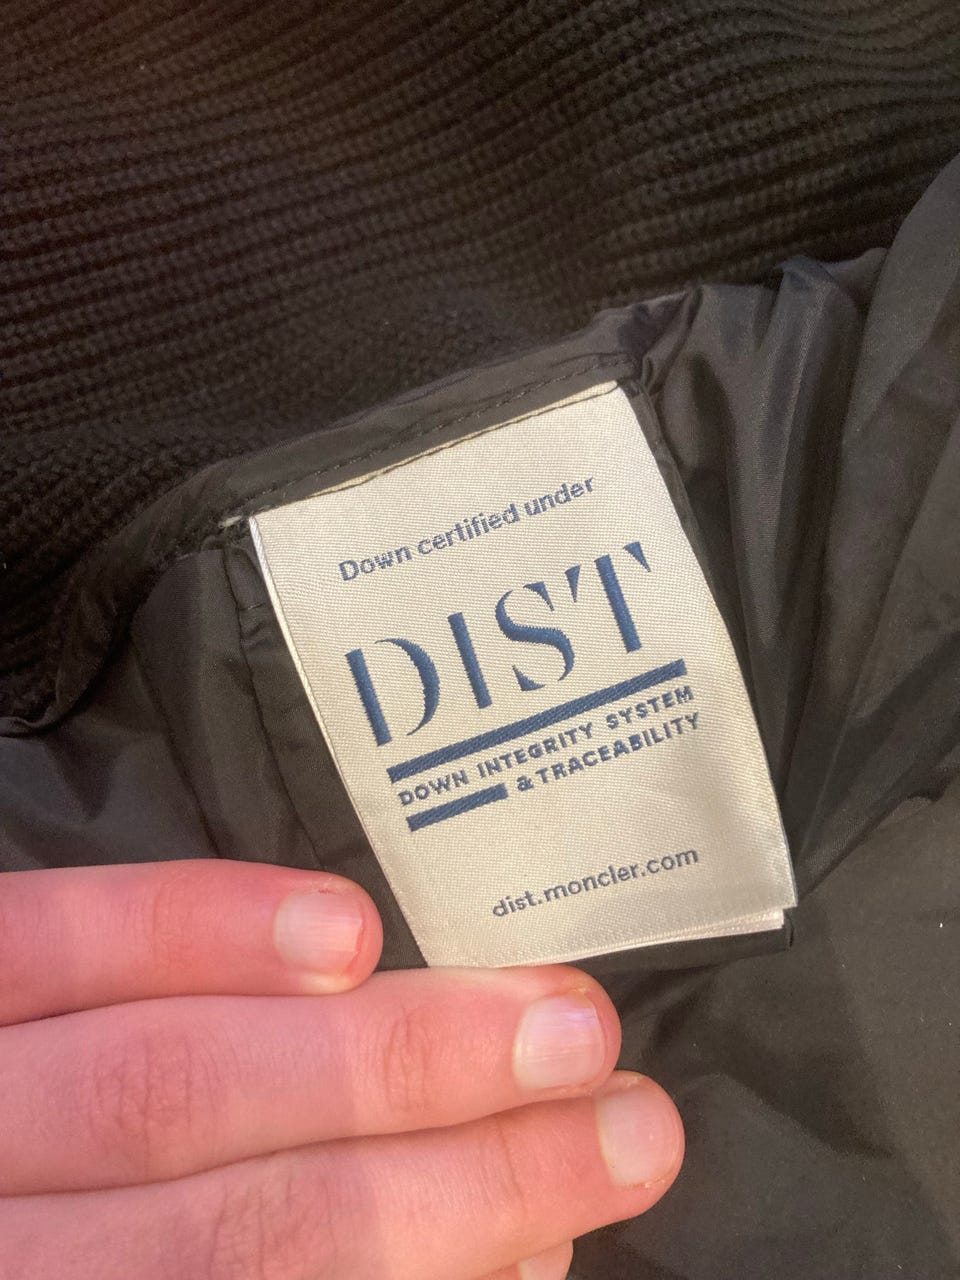 Down certified under
DIST
DOWN INTEGRITY SYSTEM
& TRACEABILITY
dist.moncler.com